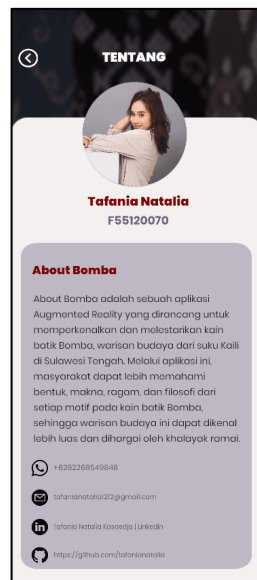 TENTANG
Tafania Natalia
F55120070
About Bomba
About Bomba adalah sebuah aplikasi
Augmented Reality yang dirancang untuk
memperkenalkan dan melestarikan kain
batik Bomba, warisan budaya dari suku Kaili
di Sulawesi Tengah. Melalui aplikasi ini,
masyarakat dapat lebih memahami
bentuk, makna, ragam, dan filosofi dari
setiap motif pada kain batik Bomba,
sehingga warisan budaya ini dapat dikenal
lebih luas dan dihargai oleh khalayak ramai.
+6282268549848
tafanianatalia1212@gmail.com
Tafania Natalia Kasaedja | LinkedIn
https://github.com/tafanianatalia